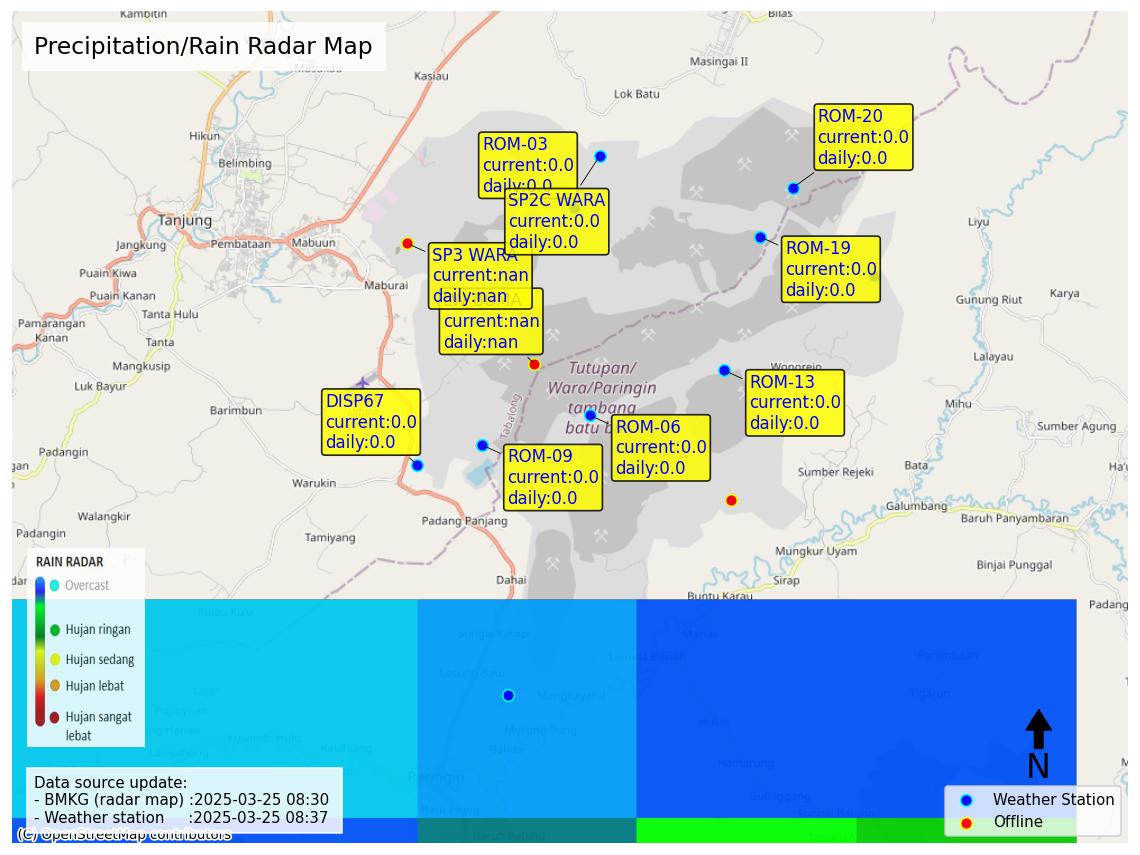 Kambitin
Bilas
Precipitation/Rain Radar Map
Masukau
Kasiau
Masingai II
Lok Batu
ROM-20
current:0.0
daily:0.0
ROM-03
current:0.0
daily:0.0
Hikun
Belimbing
SP2C WARA
current:0.0
daily:0.0
Tanjung
Liyu
Jangkung
Pembataan
Mabuun
ROM-19
current:0.0
daily:0.0
SP3 WARA
current:nan
daily:nan
Puain Kiwa
Maburai
Puain Kanan
Gunung Riut
Karya
Tanta Hulu
current:nan
daily:nan
Pamarangan
Kanan
Tanta
Lalayau
Mangkusip
Tutupan/
Wara/Paringin
tambang
batu b
Wonorejo
Luk Bayur
ROM-13
current:0.0
daily:0.0
DISP67
current:0.0
daily:0.0
Barimbun
Tabalong
Mihu
ROM-06
current:0.0
daily:0.0
Sumber Agung
Padangin
ROM-09
current:0.0
daily:0.0
gan
Bata
Ha'u
Sumber Rejeki
Warukin
Galumbang
Walangkir
Padang Panjang
Baruh Panyambaran
Padangin
Tamiyang
Mungkur Uyam
Binjai Punggal
RAIN RADAR
Dahai
Sirap
Overcast
Buntu Karau
Padang
Hujan ringan
Hujan sedang
Hujan lebat
Hujan sangat
lebat
Mangkayahu
Murung Bung
Paringin
N
Data source update:
- BMKG (radar map) :2025-03-25 08:30
- Weather station :2025-03-25 08:37
Weather Station
Offline
(C) OpenStreetMap contributors
Baruh Batung